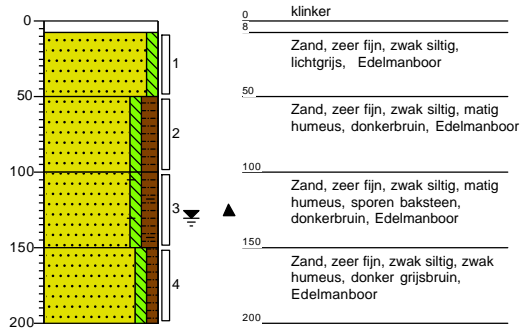 0
50
100
150
200
1
2
3
4
0
klinker
8
Zand, zeer fijn, zwak siltig,
lichtgrijs, Edelmanboor
50
Zand, zeer fijn, zwak siltig, matig
humeus, donkerbruin, Edelmanboor
100
Zand, zeer fijn, zwak siltig, matig
humeus, sporen baksteen,
donkerbruin, Edelmanboor
150
Zand, zeer fijn, zwak siltig, zwak
humeus, donker grijsbruin,
Edelmanboor
200